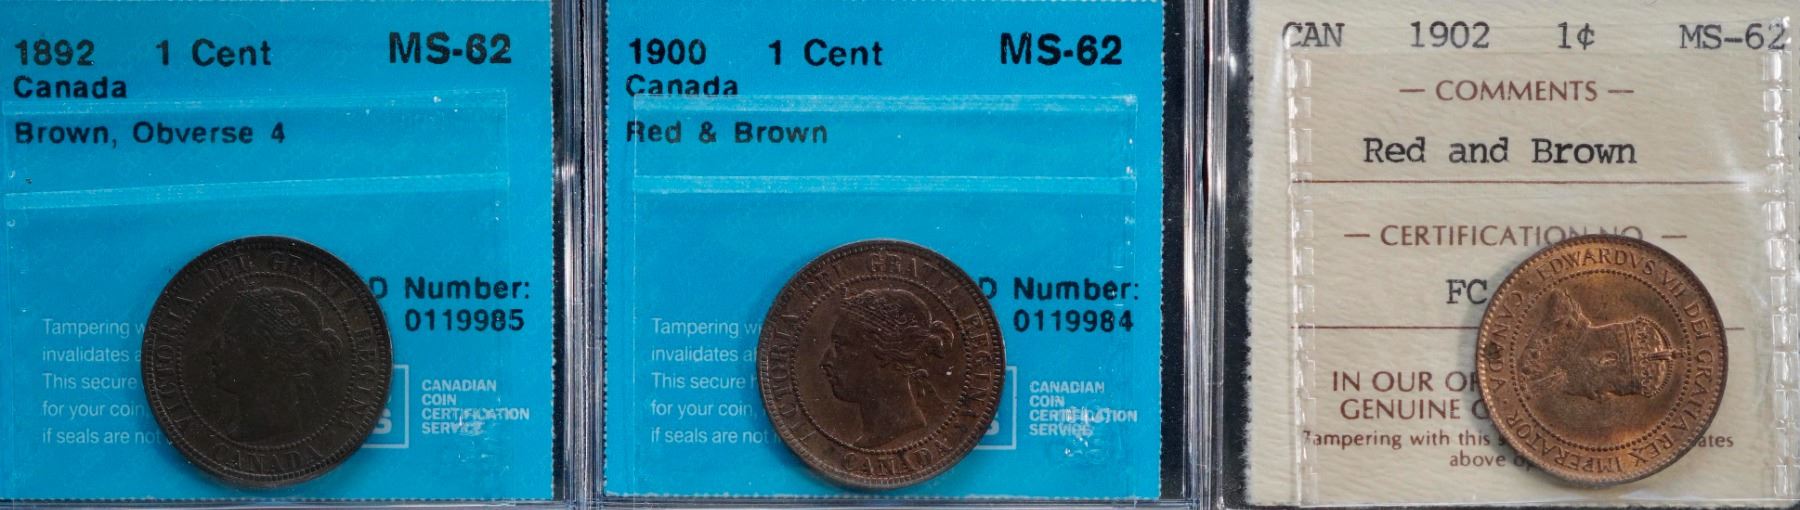 1892 1 Cent MS-62
Canada
Brown, Obverse 4
D Number:
0119985
Tampering w
invalidates a
This secure
for your coin,
if seals are not
CANADIAN
COIN
CERTIFICATION
SERVICE
S
VICTORIA DEI GRATIA REGINA
CANADA
1900 1 Cent MS-62
Canada
Red & Brown
D Number:
0119984
Tampering wi
invalidates al
This secure h
for your coin,
if seals are not i
CANADIAN
COIN
CERTIFICATION
SERVICE
S
VICTORIA DEI GRATIA REGINA
CANADA
CAN 1902 1¢ MS-62
— COMMENTS —
Red and Brown
— CERTIFICATION NO. —
FC
IN OUR OP
GENUINE C
Tampering with this s ates
above op
EDWARDVS VII DEI GRATIA REX IMPERATOR
CANADA